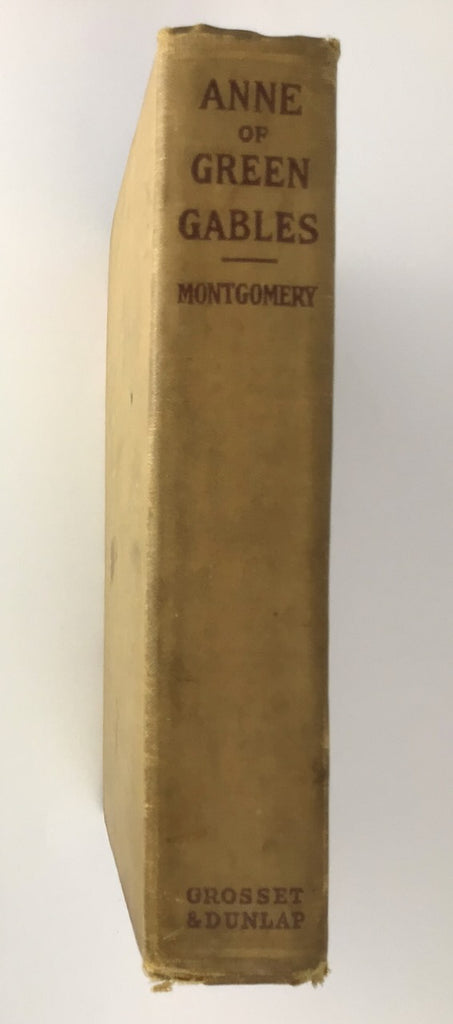 ANNE
OF
GREEN
GABLES
MONTGOMERY
GROSSET
& DUNLAP